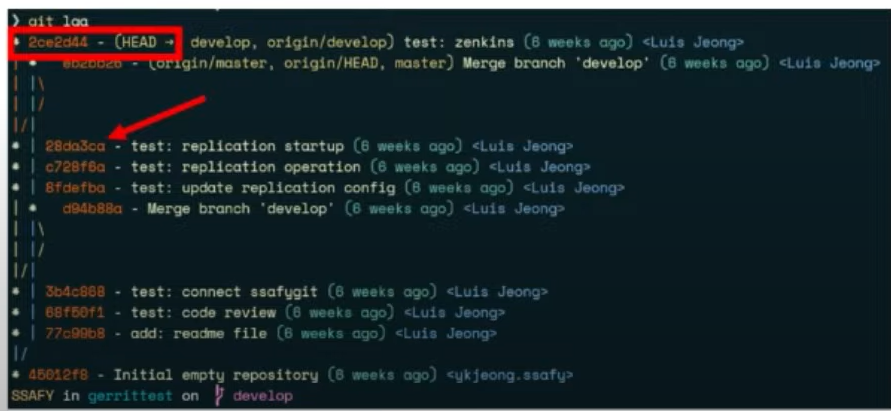 ❯ git lga
* 2ce2d44 - (HEAD → develop, origin/develop) test: zenkins (6 weeks ago) <Luis Jeong>
| * eb2bb2b - (origin/master, origin/HEAD, master) Merge branch 'develop' (6 weeks ago) <Luis Jeong>
| |\
| |/
|/|
* | 28da3ca - test: replication startup (6 weeks ago) <Luis Jeong>
* | c728f6a - test: replication operation (6 weeks ago) <Luis Jeong>
* | 8fdefba - test: update replication config (6 weeks ago) <Luis Jeong>
| * d94b88a - Merge branch 'develop' (6 weeks ago) <Luis Jeong>
| |\
| |/
|/|
* | 3b4c868 - test: connect ssafygit (6 weeks ago) <Luis Jeong>
* | 68f50f1 - test: code review (6 weeks ago) <Luis Jeong>
* | 77c99b8 - add: readme file (6 weeks ago) <Luis Jeong>
|/
* 45012f8 - Initial empty repository (6 weeks ago) <ykjeong.ssafy>
SSAFY in gerrittest on develop